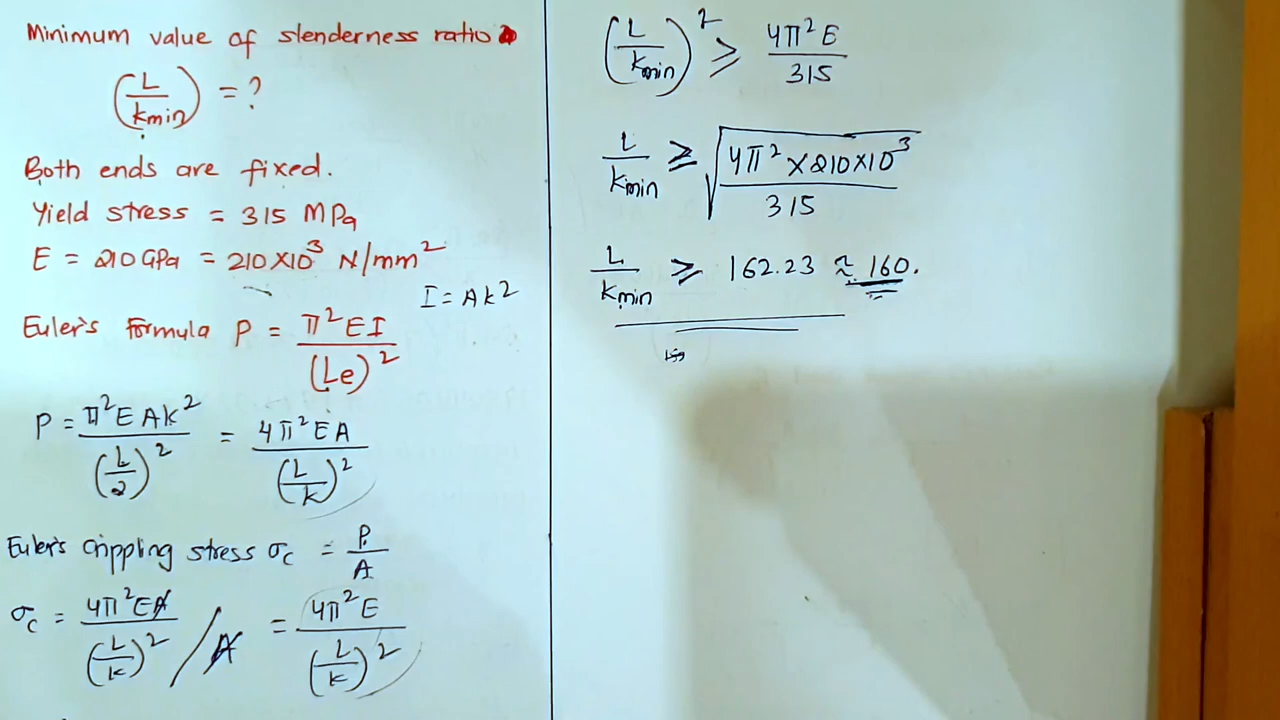 Minimum value of slenderness ratio
(L/kmin) = ?
Both ends are fixed.
Yield stress = 315 MPa
E = 210 GPa = 210×10³ N/mm²
I = Ak²
Euler's Formula P = π²EI/(Le)²
P = π²EAk²/(L/2)² = 4π²EA/(L/k)²
Euler's crippling stress σc = P/A
σc = 4π²EA/(L/k)² / A = 4π²E/(L/k)²
(L/kmin)² ≥ 4π²E/315
L/kmin ≥ √(4π²×210×10³/315)
L/kmin ≥ 162.23 ≈ 160.